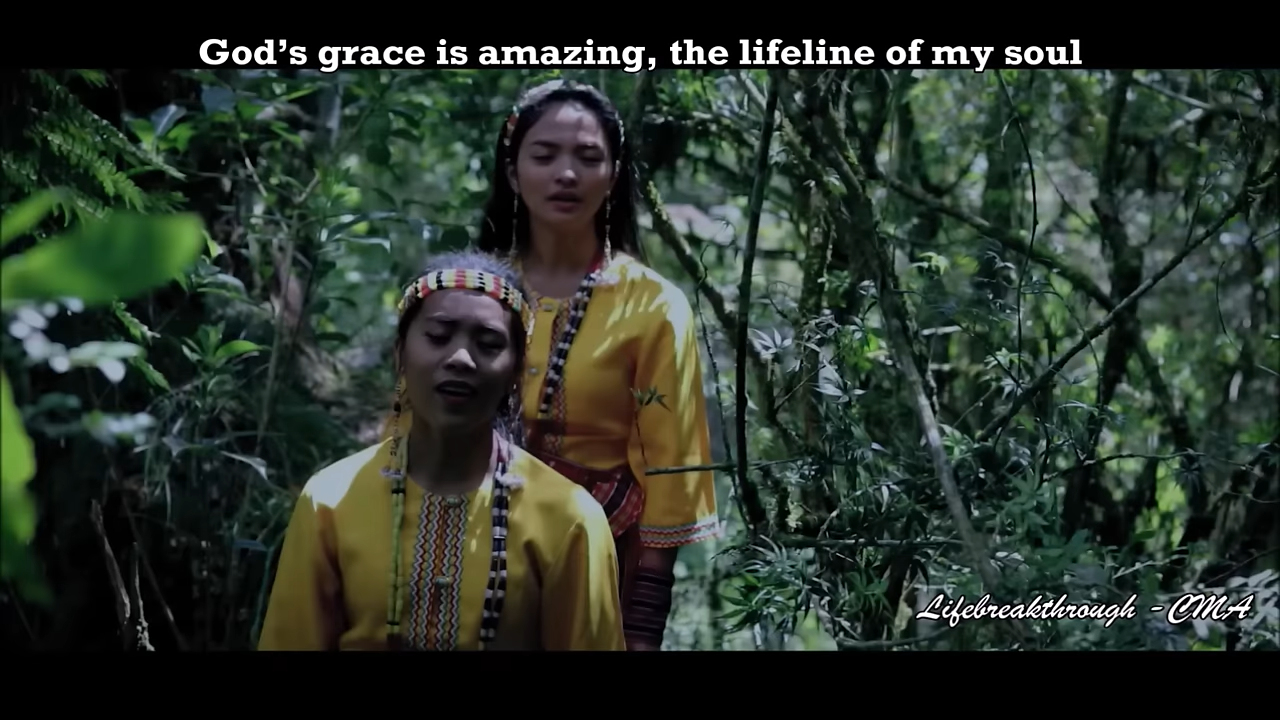 God’s grace is amazing, the lifeline of my soul
Lifebreakthrough - CMA